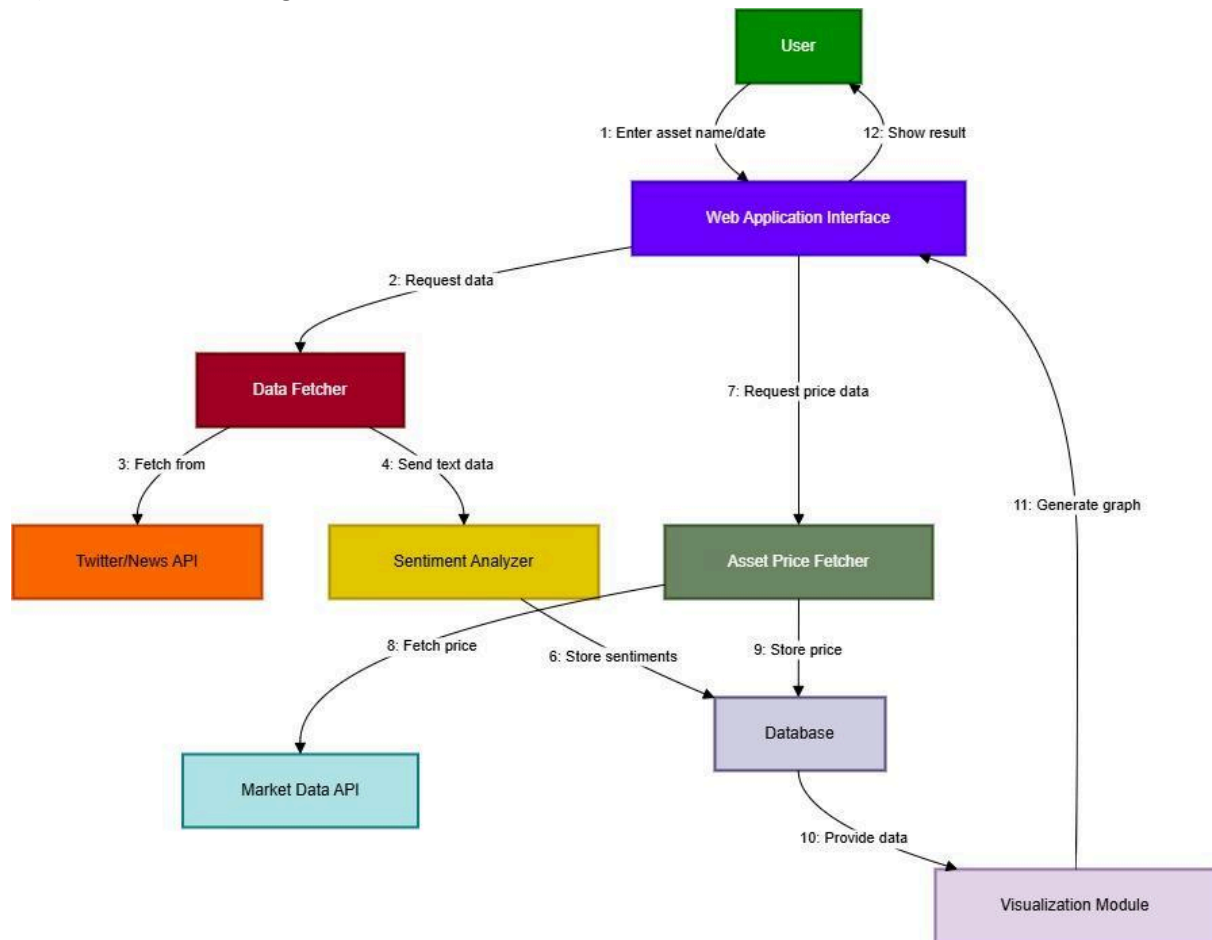 User
1: Enter asset name/date
12: Show result
Web Application Interface
2: Request data
Data Fetcher
7: Request price data
3: Fetch from
4: Send text data
11: Generate graph
Twitter/News API
Sentiment Analyzer
Asset Price Fetcher
8: Fetch price
6: Store sentiments
9: Store price
Database
Market Data API
10: Provide data
Visualization Module